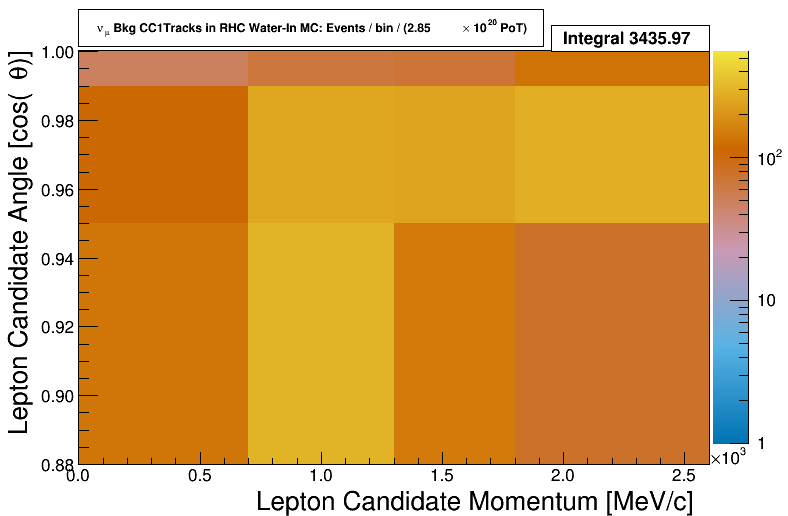 ν_μ Bkg CC1Tracks in RHC Water-In MC: Events / bin / (2.85 × 10^20 PoT)
Integral 3435.97
Lepton Candidate Angle [cos( θ)]
1.00
0.98
0.96
0.94
0.92
0.90
0.88
10^2
10
1
×10^3
0.0 0.5 1.0 1.5 2.0 2.5
Lepton Candidate Momentum [MeV/c]